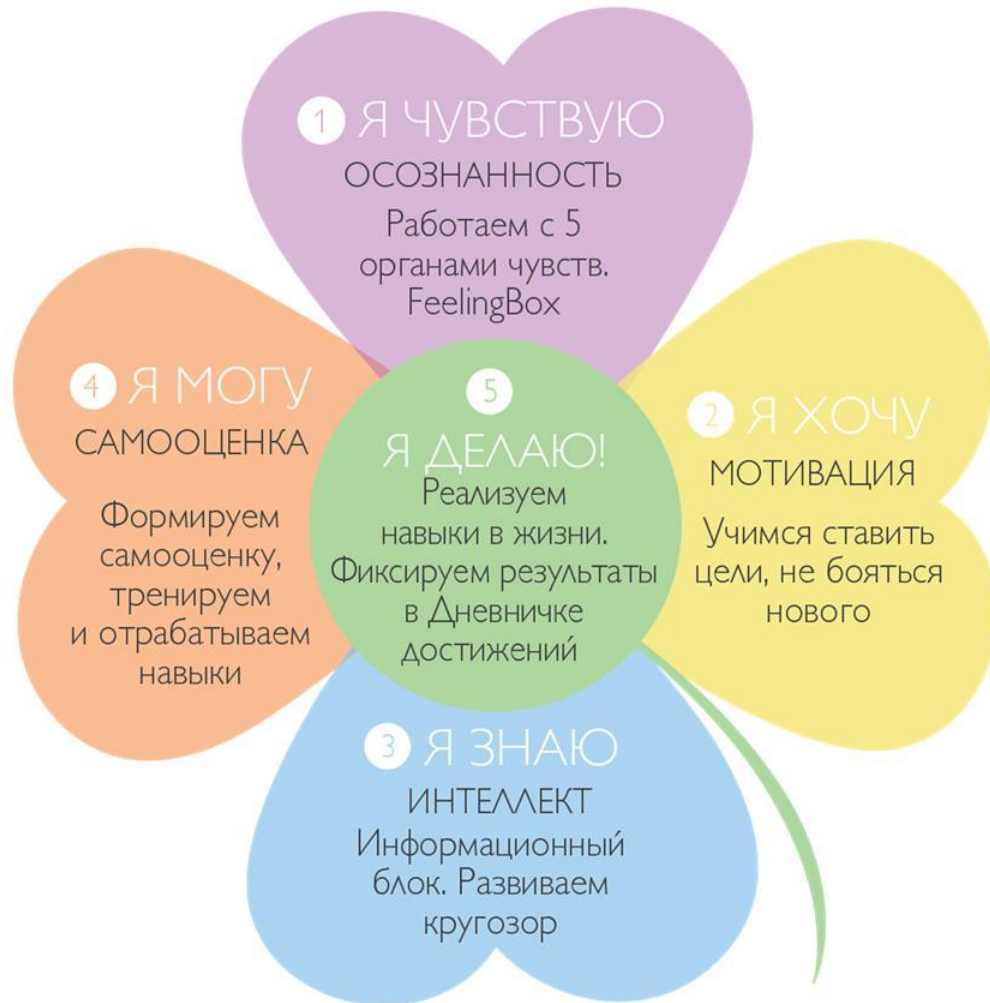 1 Я ЧУВСТВУЮ
ОСОЗНАННОСТЬ
Работаем с 5
органами чувств.
FeelingBox
2 Я ХОЧУ
МОТИВАЦИЯ
Учимся ставить
цели, не бояться
нового
3 Я ЗНАЮ
ИНТЕЛЛЕКТ
Информационный
блок. Развиваем
кругозор
4 Я МОГУ
САМООЦЕНКА
Формируем
самооценку,
тренируем
и отрабатываем
навыки
5
Я ДЕЛАЮ!
Реализуем
навыки в жизни.
Фиксируем результаты
в Дневничке
достижений